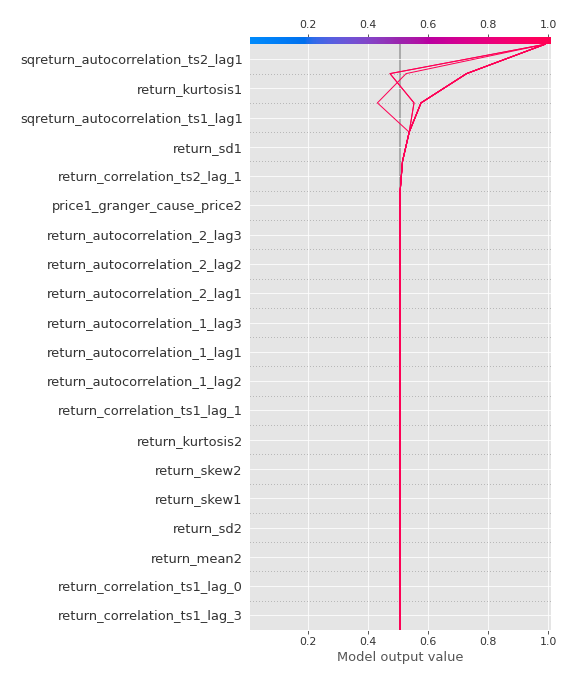 0.2 0.4 0.6 0.8 1.0
sqreturn_autocorrelation_ts2_lag1
return_kurtosis1
sqreturn_autocorrelation_ts1_lag1
return_sd1
return_correlation_ts2_lag_1
price1_granger_cause_price2
return_autocorrelation_2_lag3
return_autocorrelation_2_lag2
return_autocorrelation_2_lag1
return_autocorrelation_1_lag3
return_autocorrelation_1_lag1
return_autocorrelation_1_lag2
return_correlation_ts1_lag_1
return_kurtosis2
return_skew2
return_skew1
return_sd2
return_mean2
return_correlation_ts1_lag_0
return_correlation_ts1_lag_3
0.2 0.4 0.6 0.8 1.0
Model output value